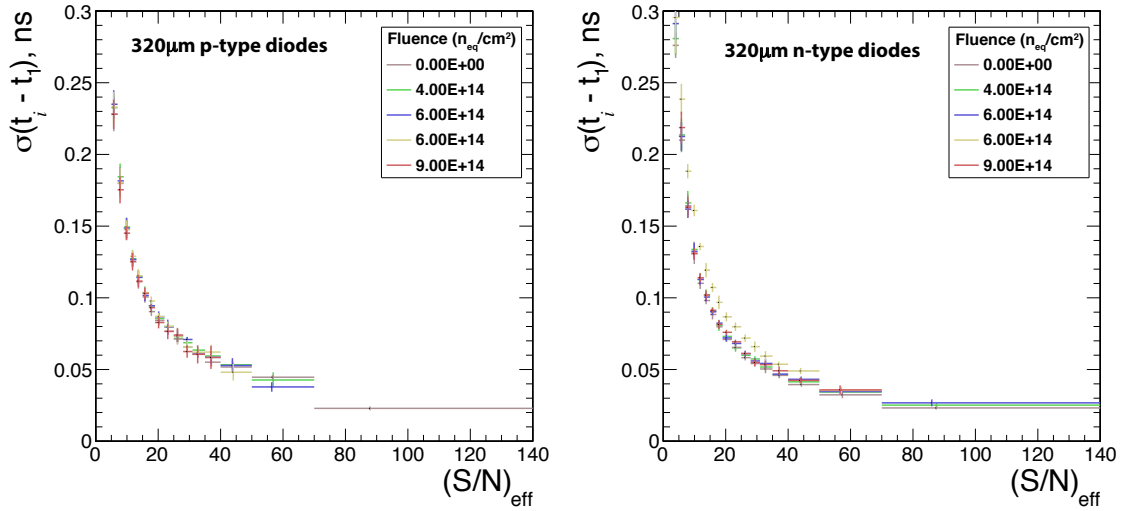 σ(t_i - t_1), ns
0.3
0.25
0.2
0.15
0.1
0.05
0
320μm p-type diodes
Fluence (n_eq/cm²)
0.00E+00
4.00E+14
6.00E+14
6.00E+14
9.00E+14
0 20 40 60 80 100 120 140
(S/N)_eff
σ(t_i - t_1), ns
0.3
0.25
0.2
0.15
0.1
0.05
0
320μm n-type diodes
Fluence (n_eq/cm²)
0.00E+00
4.00E+14
6.00E+14
6.00E+14
9.00E+14
0 20 40 60 80 100 120 140
(S/N)_eff